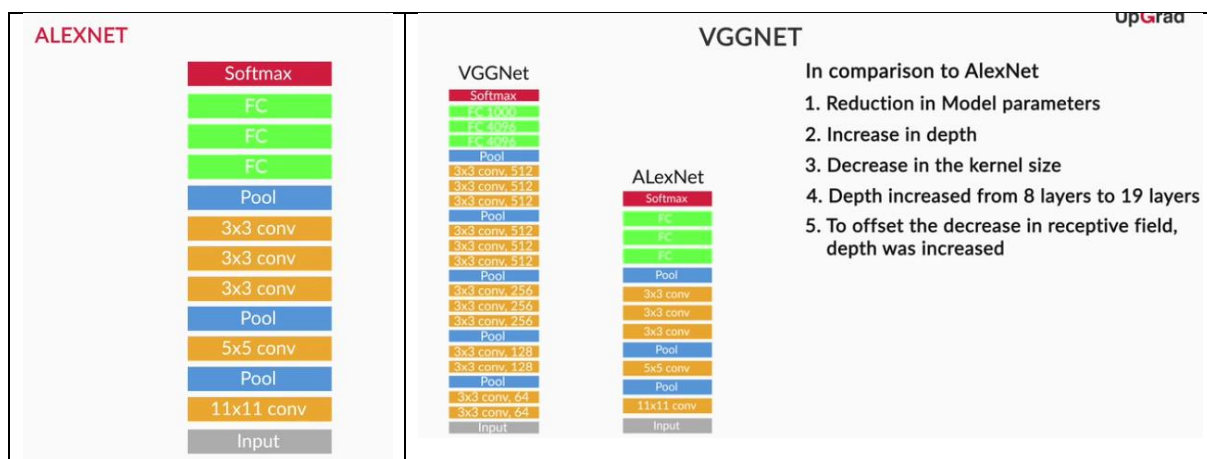 ALEXNET
Softmax
FC
FC
FC
Pool
3x3 conv
3x3 conv
3x3 conv
Pool
5x5 conv
Pool
11x11 conv
Input
UpGrad
VGGNET
VGGNet
Softmax
FC 1000
FC 4096
FC 4096
Pool
3x3 conv, 512
3x3 conv, 512
3x3 conv, 512
Pool
3x3 conv, 512
3x3 conv, 512
3x3 conv, 512
Pool
3x3 conv, 256
3x3 conv, 256
3x3 conv, 256
Pool
3x3 conv, 128
3x3 conv, 128
Pool
3x3 conv, 64
3x3 conv, 64
Input
ALexNet
Softmax
FC
FC
FC
Pool
3x3 conv
3x3 conv
3x3 conv
Pool
5x5 conv
Pool
11x11 conv
Input
In comparison to AlexNet
1. Reduction in Model parameters
2. Increase in depth
3. Decrease in the kernel size
4. Depth increased from 8 layers to 19 layers
5. To offset the decrease in receptive field,
depth was increased